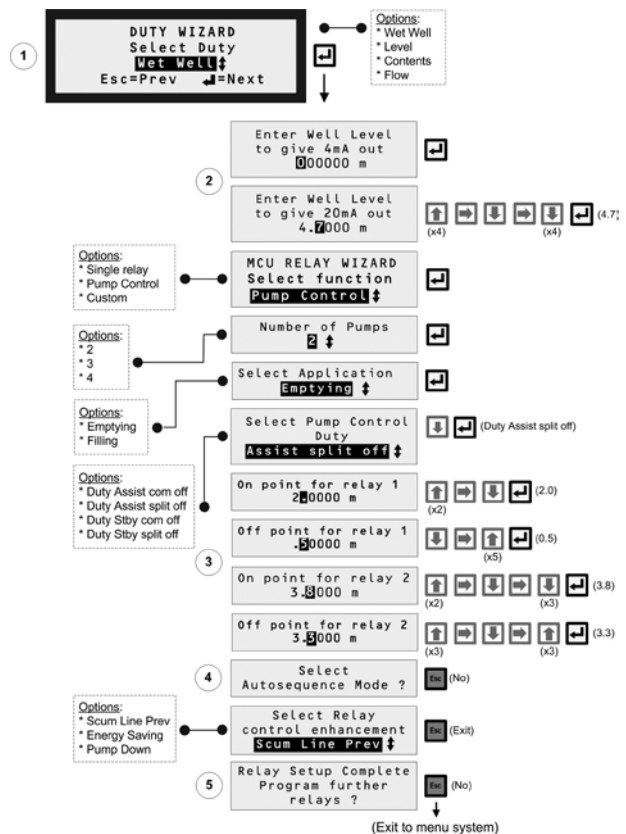 1
DUTY WIZARD
Select Duty
Wet Well
Esc=Prev =Next
Options:
* Wet Well
* Level
* Contents
* Flow
2
Enter Well Level
to give 4mA out
000000 m
Enter Well Level
to give 20mA out
4.7000 m
(x4)
(x4)
(4.7)
Options:
* Single relay
* Pump Control
* Custom
MCU RELAY WIZARD
Select function
Pump Control
Options:
* 2
* 3
* 4
Number of Pumps
2
Options:
* Emptying
* Filling
Select Application
Emptying
Options:
* Duty Assist com off
* Duty Assist split off
* Duty Stby com off
* Duty Stby split off
Select Pump Control
Duty
Assist split off
(Duty Assist split off)
3
On point for relay 1
2.0000 m
(x2)
(2.0)
Off point for relay 1
.50000 m
(x5)
(0.5)
On point for relay 2
3.8000 m
(x2)
(x3)
(3.8)
Off point for relay 2
3.3000 m
(x3)
(x3)
(3.3)
4
Select
Autosequence Mode ?
Esc
(No)
Options:
* Scum Line Prev
* Energy Saving
* Pump Down
Select Relay
control enhancement
Scum Line Prev
Esc
(Exit)
5
Relay Setup Complete
Program further
relays ?
Esc
(No)
(Exit to menu system)